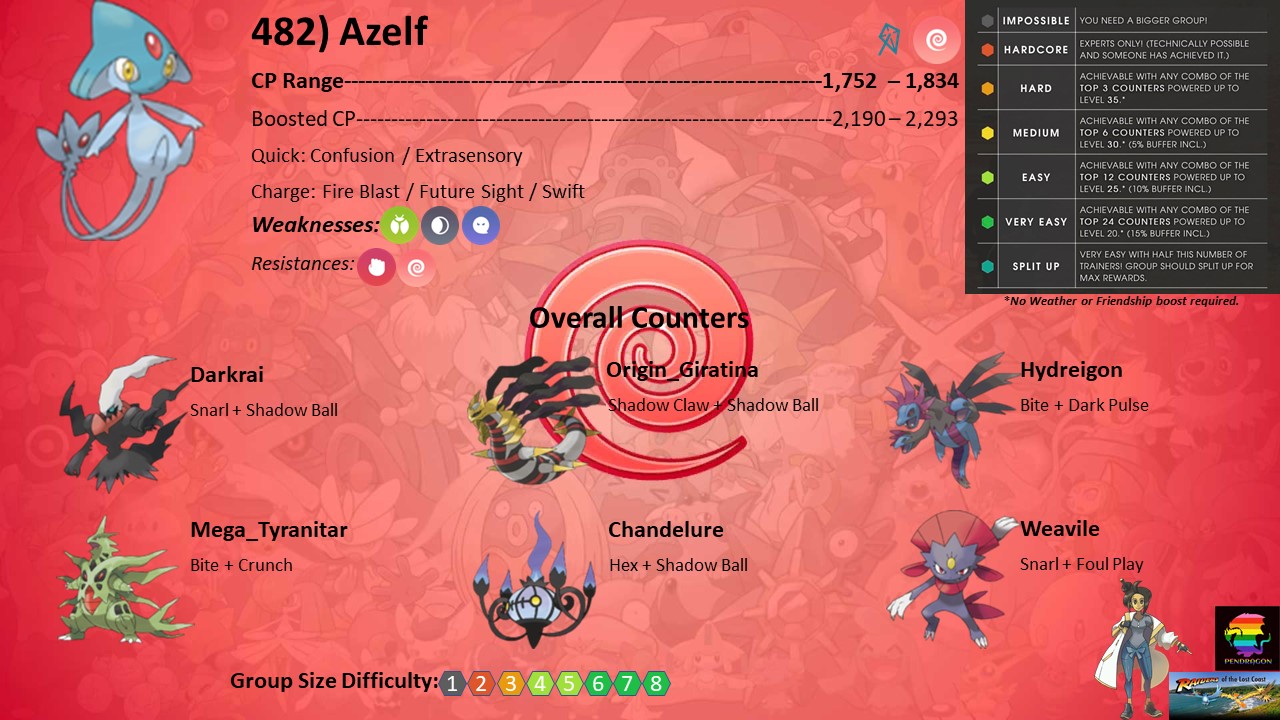 482) Azelf
CP Range---------------------------------------------------------------------1,752 – 1,834
Boosted CP--------------------------------------------------------------------2,190 – 2,293
Quick: Confusion / Extrasensory
Charge: Fire Blast / Future Sight / Swift
Weaknesses:
Resistances:
IMPOSSIBLE YOU NEED A BIGGER GROUP!
HARDCORE EXPERTS ONLY! (TECHNICALLY POSSIBLE
AND SOMEONE HAS ACHIEVED IT.)
HARD ACHIEVABLE WITH ANY COMBO OF THE
TOP 3 COUNTERS POWERED UP TO
LEVEL 35.*
MEDIUM ACHIEVABLE WITH ANY COMBO OF THE
TOP 6 COUNTERS POWERED UP TO
LEVEL 30.* (5% BUFFER INCL.)
EASY ACHIEVABLE WITH ANY COMBO OF THE
TOP 12 COUNTERS POWERED UP TO
LEVEL 25.* (10% BUFFER INCL.)
VERY EASY ACHIEVABLE WITH ANY COMBO OF THE
TOP 24 COUNTERS POWERED UP TO
LEVEL 20.* (15% BUFFER INCL.)
SPLIT UP VERY EASY WITH HALF THIS NUMBER OF
TRAINERS! GROUP SHOULD SPLIT UP FOR
MAX REWARDS.
*No Weather or Friendship boost required.
Overall Counters
Darkrai
Snarl + Shadow Ball
Origin_Giratina
Shadow Claw + Shadow Ball
Hydreigon
Bite + Dark Pulse
Mega_Tyranitar
Bite + Crunch
Chandelure
Hex + Shadow Ball
Weavile
Snarl + Foul Play
Group Size Difficulty: 1 2 3 4 5 6 7 8
PENDRAGON
RAIDERS of the Lost Coast